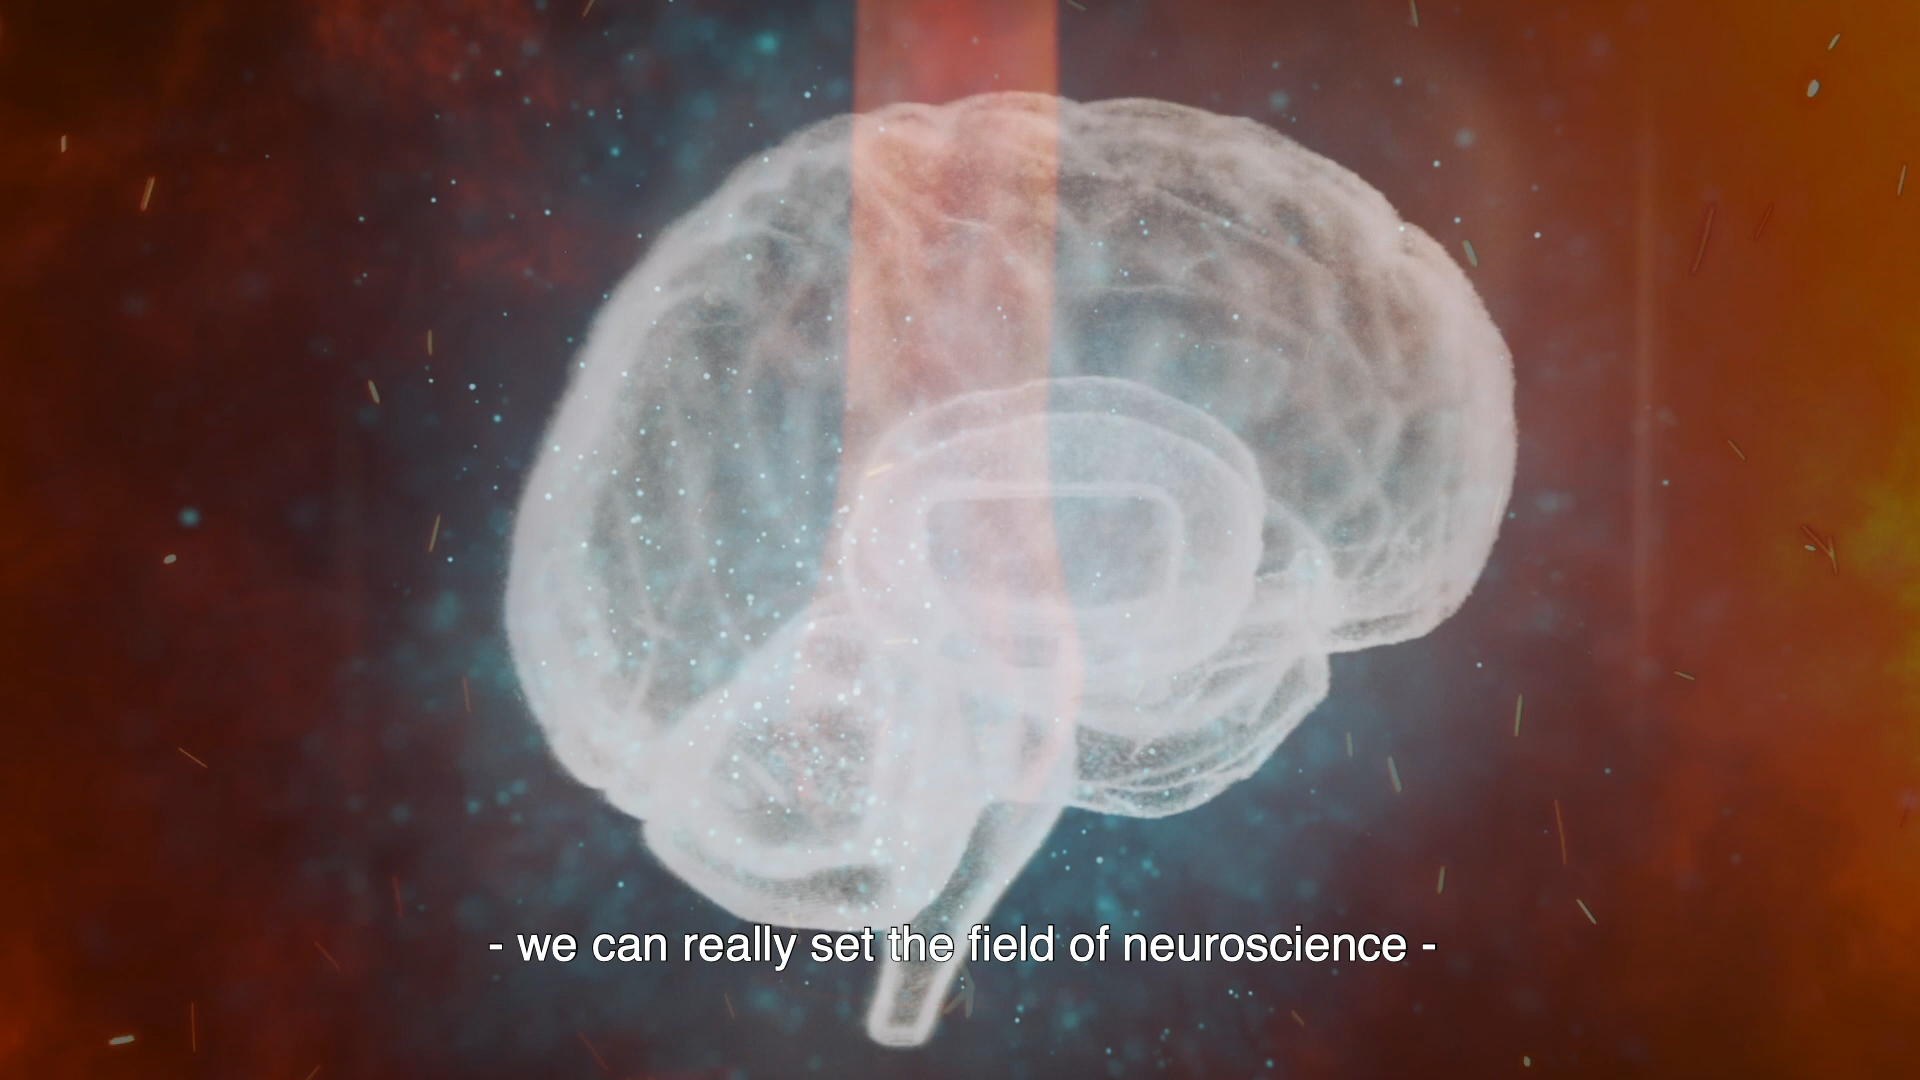 - we can really set the field of neuroscience -